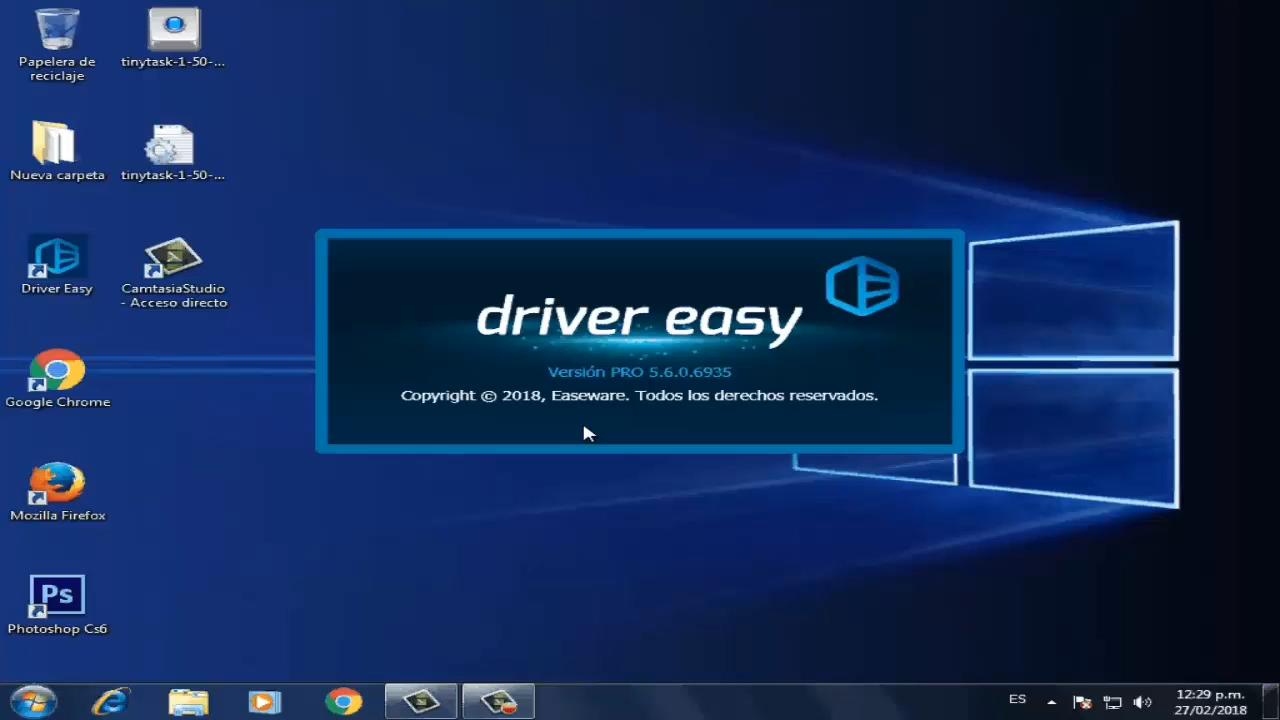 Papelera de
reciclaje
tinytask-1-50-...
Nueva carpeta
tinytask-1-50-...
Driver Easy
CamtasiaStudio
- Acceso directo
Google Chrome
Mozilla Firefox
Ps
Photoshop Cs6
driver easy
Versión PRO 5.6.0.6935
Copyright © 2018, Easeware. Todos los derechos reservados.
ES
12:29 p.m.
27/02/2018